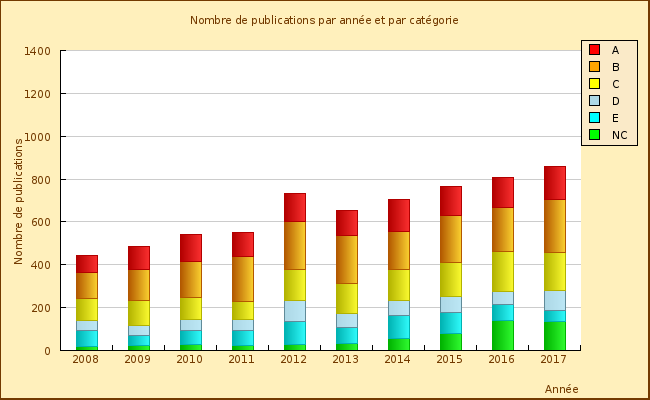 Nombre de publications par année et par catégorie
A
B
C
D
E
NC
Nombre de publications
1400
1200
1000
800
600
400
200
0
2008 2009 2010 2011 2012 2013 2014 2015 2016 2017
Année